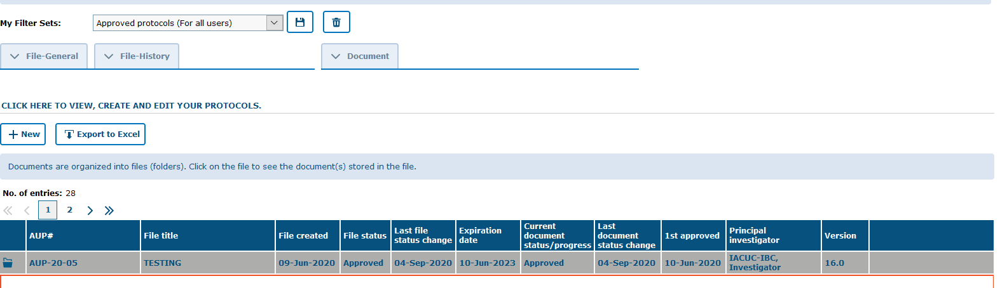 My Filter Sets: Approved protocols (For all users)
File-General File-History Document
CLICK HERE TO VIEW, CREATE AND EDIT YOUR PROTOCOLS.
New Export to Excel
Documents are organized into files (folders). Click on the file to see the document(s) stored in the file.
No. of entries: 28
1 2
AUP# File title File created File status Last file status change Expiration date Current document status/progress Last document status change 1st approved Principal investigator Version
AUP-20-05 TESTING 09-Jun-2020 Approved 04-Sep-2020 10-Jun-2023 Approved 04-Sep-2020 10-Jun-2020 IACUC-IBC, Investigator 16.0